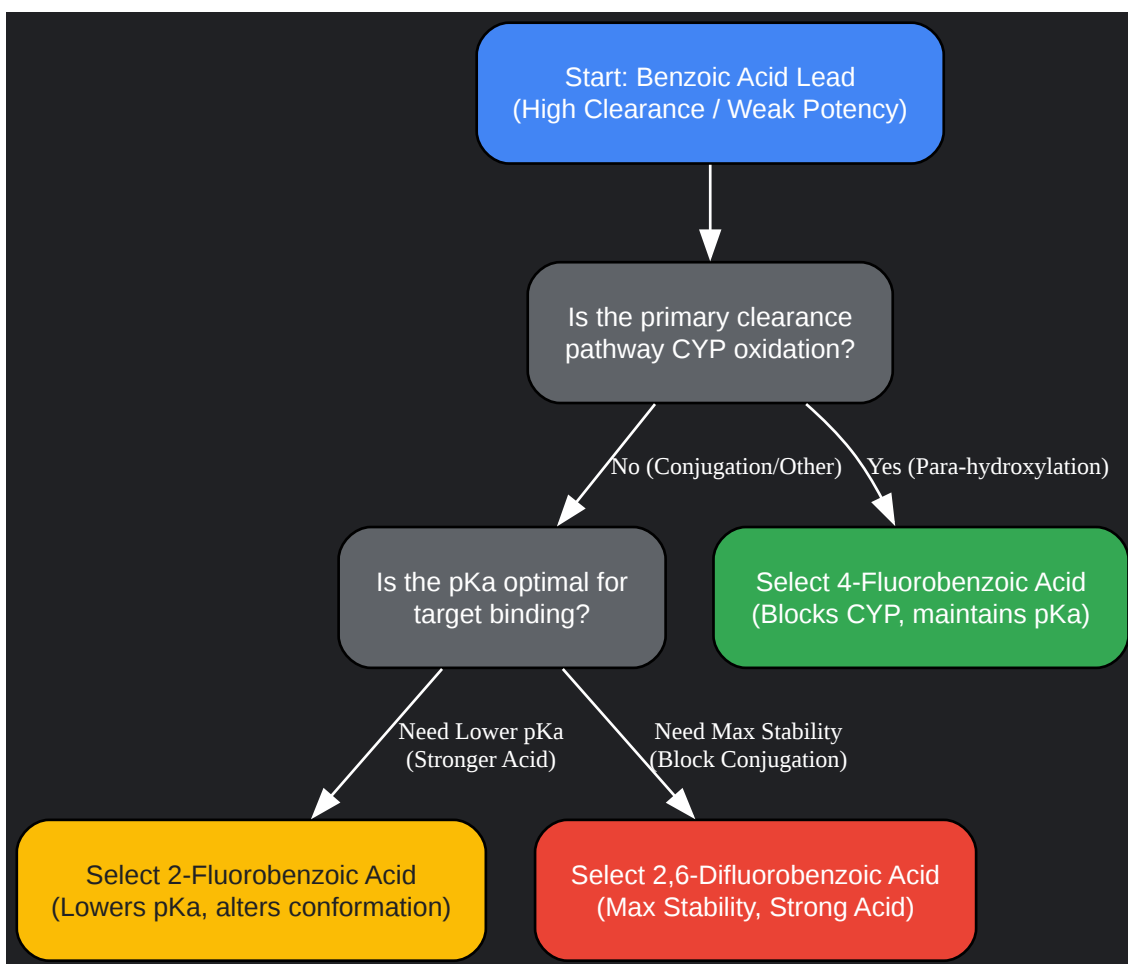 Start: Benzoic Acid Lead
(High Clearance / Weak Potency)
Is the primary clearance
pathway CYP oxidation?
No (Conjugation/Other)
Yes (Para-hydroxylation)
Is the pKa optimal for
target binding?
Select 4-Fluorobenzoic Acid
(Blocks CYP, maintains pKa)
Need Lower pKa
(Stronger Acid)
Need Max Stability
(Block Conjugation)
Select 2-Fluorobenzoic Acid
(Lowers pKa, alters conformation)
Select 2,6-Difluorobenzoic Acid
(Max Stability, Strong Acid)